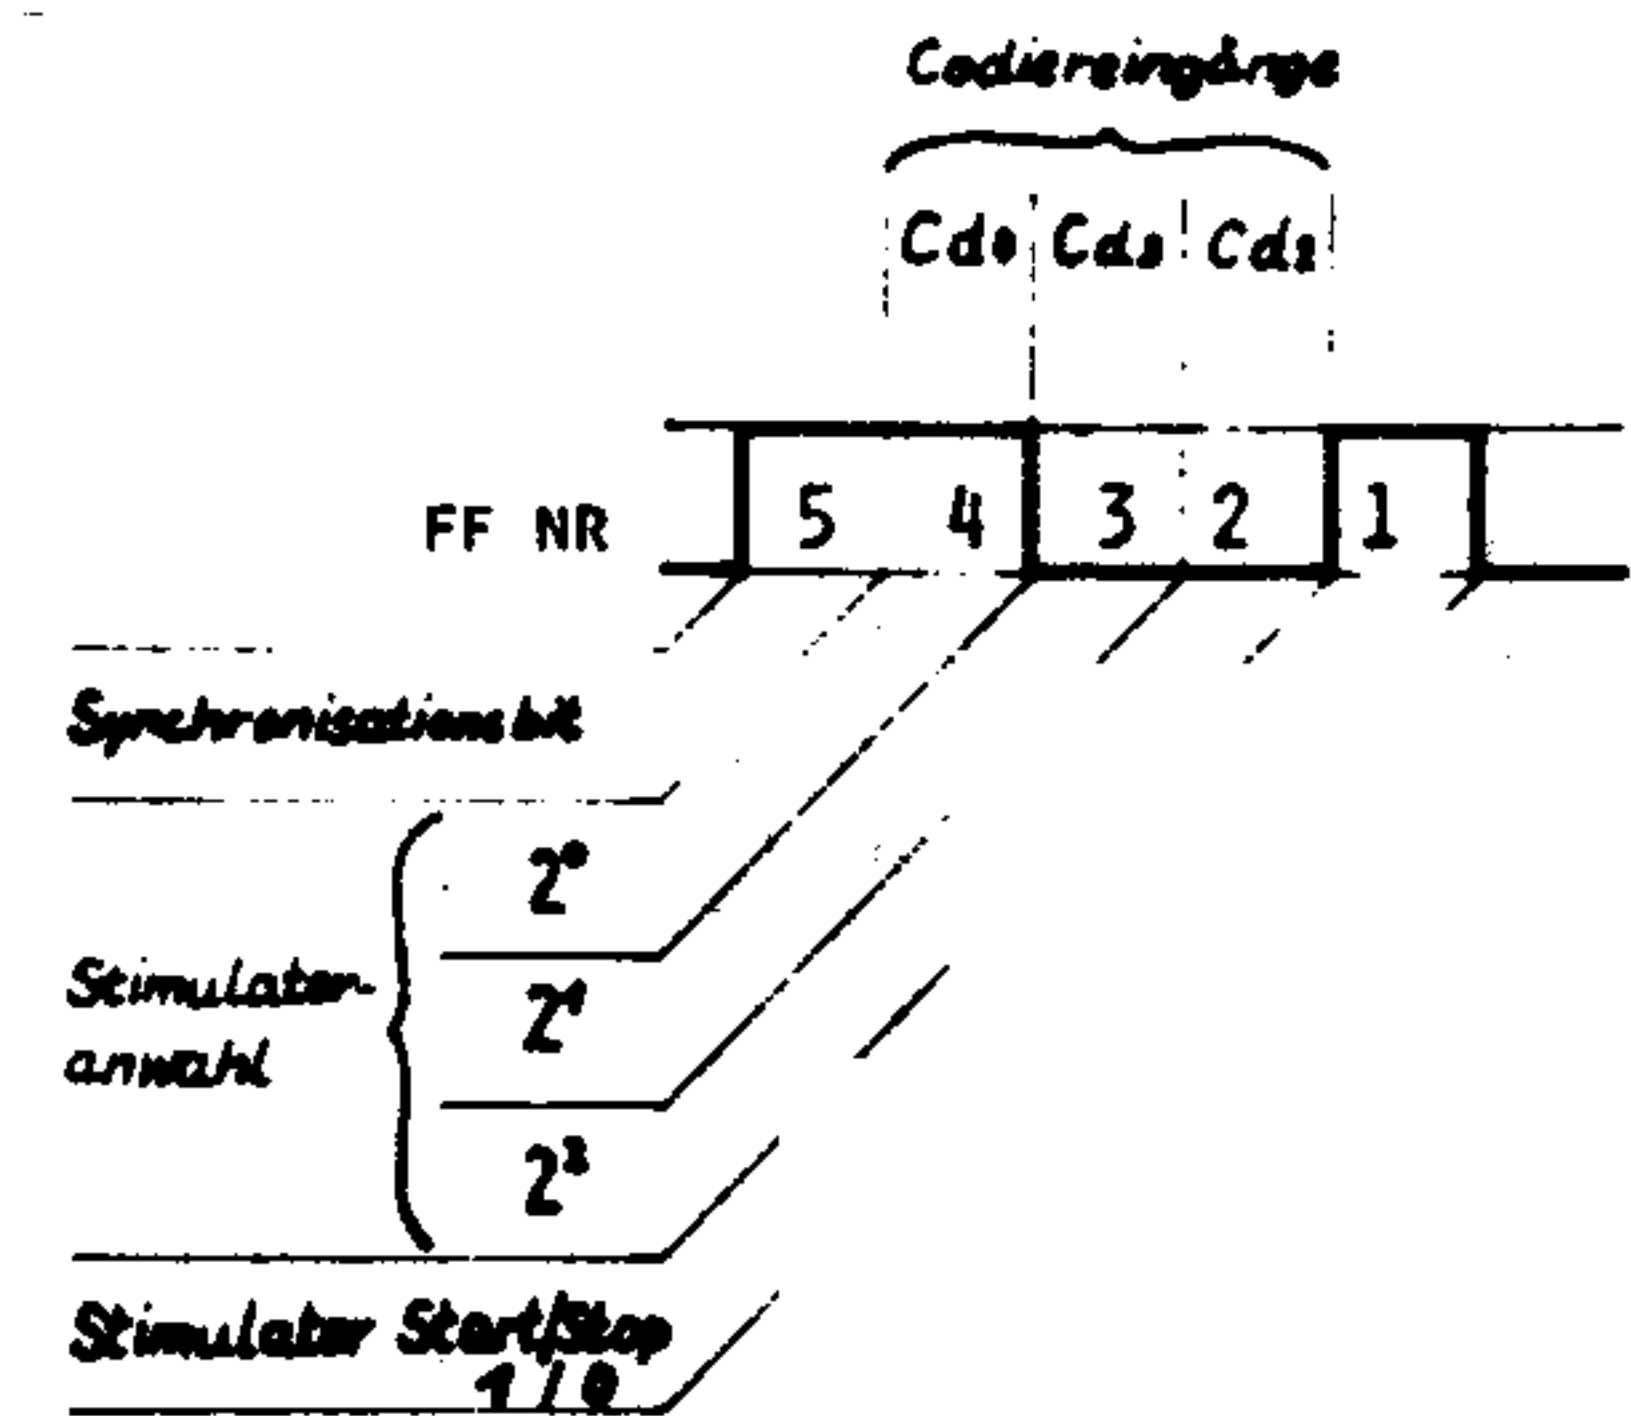 Codiereingänge
Cd0 Cd2 Cd2
FF NR 5 4 3 2 1
Synchronisationsbit
2⁰
Stimulator-
anwahl
2¹
2²
Stimulator Start/Stop
1/0